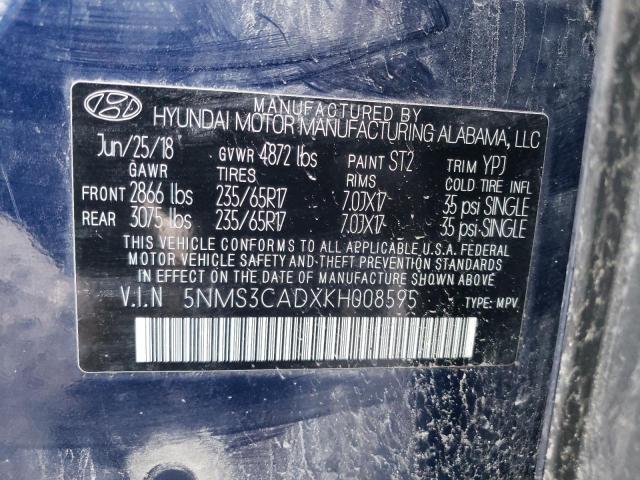 MANUFACTURED BY
HYUNDAI MOTOR MANUFACTURING ALABAMA, LLC
Jun/25/18 GVWR 4872 lbs PAINT ST2 TRIM YPJ
GAWR TIRES RIMS COLD TIRE INFL
FRONT 2866 lbs 235/65R17 7.0JX17 35 psi SINGLE
REAR 3075 lbs 235/65R17 7.0JX17 35 psi SINGLE
THIS VEHICLE CONFORMS TO ALL APPLICABLE U.S.A. FEDERAL
MOTOR VEHICLE SAFETY AND THEFT PREVENTION STANDARDS
IN EFFECT ON THE DATE OF MANUFACTURE SHOWN ABOVE.
V.I.N 5NMS3CADXKH008595 TYPE: MPV